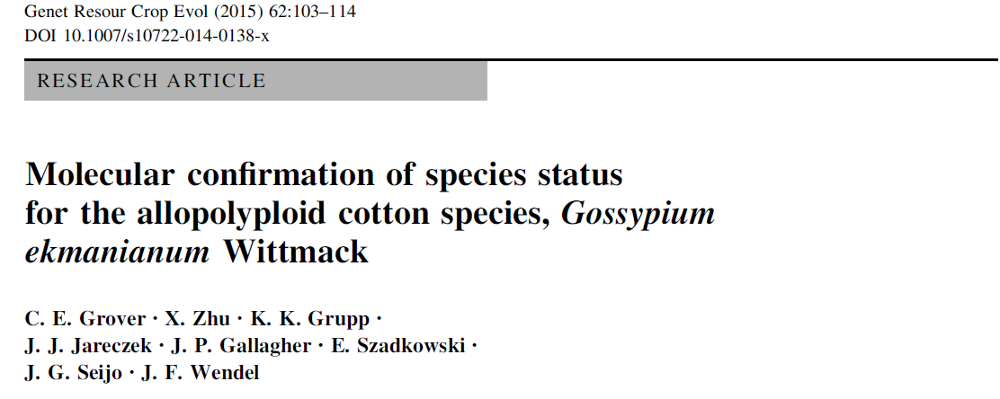 Genet Resour Crop Evol (2015) 62:103–114
DOI 10.1007/s10722-014-0138-x
RESEARCH ARTICLE
Molecular confirmation of species status
for the allopolyploid cotton species, Gossypium
ekmanianum Wittmack
C. E. Grover · X. Zhu · K. K. Grupp ·
J. J. Jareczek · J. P. Gallagher · E. Szadkowski ·
J. G. Seijo · J. F. Wendel